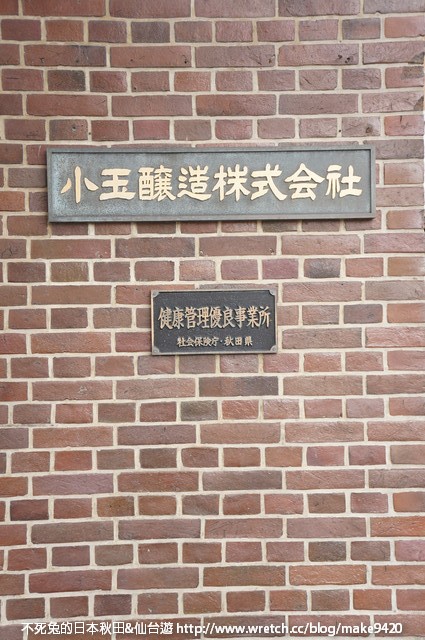 小玉醸造株式会社
健康管理優良事業所
社会保険庁・秋田県
不死兔的日本秋田&仙台遊 http://www.wretch.cc/blog/make9420